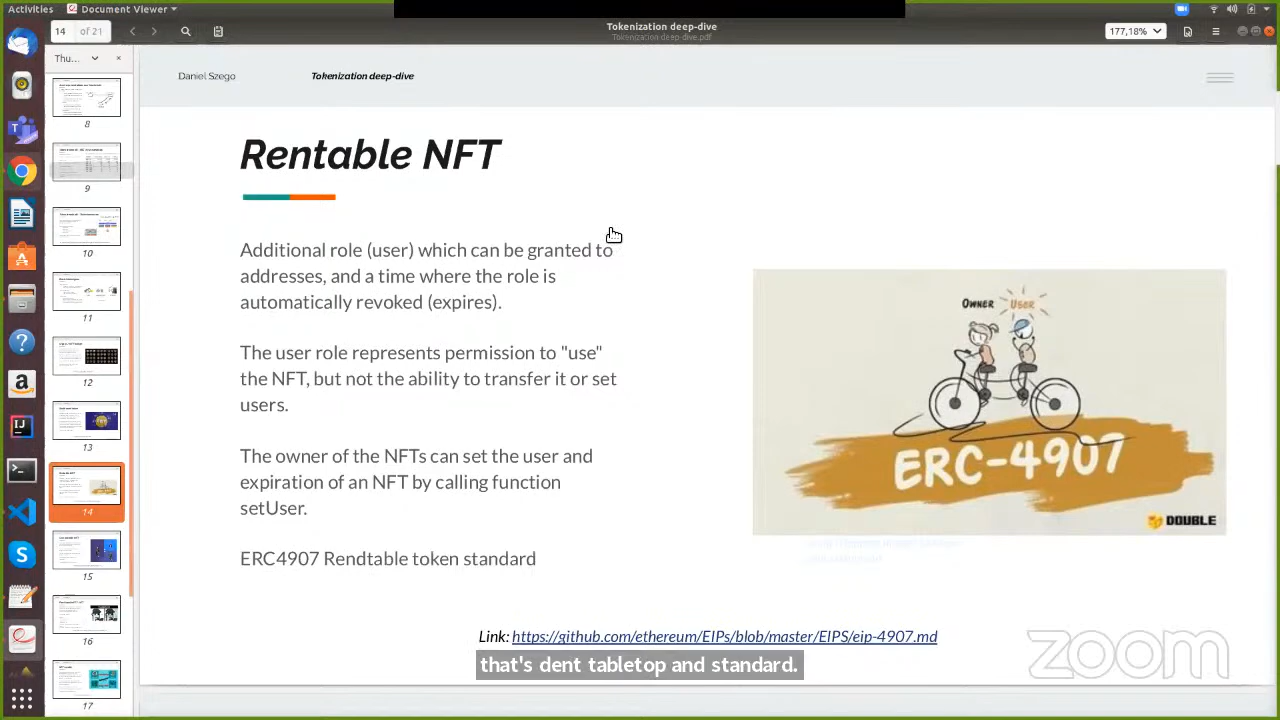 Activities
Document Viewer
14
of 21
Tokenization deep-dive
Tokenization deep-dive.pdf
177,18%
Thu...
Daniel Szego
Tokenization deep-dive
Rentable NFT
Additional role (user) which can be granted to
addresses, and a time where the role is
automatically revoked (expires)
The user role represents permission to "use"
the NFT, but not the ability to transfer it or set
users.
The owner of the NFTs can set the user and
expiration of an NFT by calling function
setUser.
ERC4907 Rendtable token standard
OWNER USER
ERC-4907
DOUBLE
Link: https://github.com/ethereum/EIPs/blob/master/EIPS/eip-4907.md
that's dent tabletop and standard.
zoom
8
9
10
11
12
13
14
15
16
17